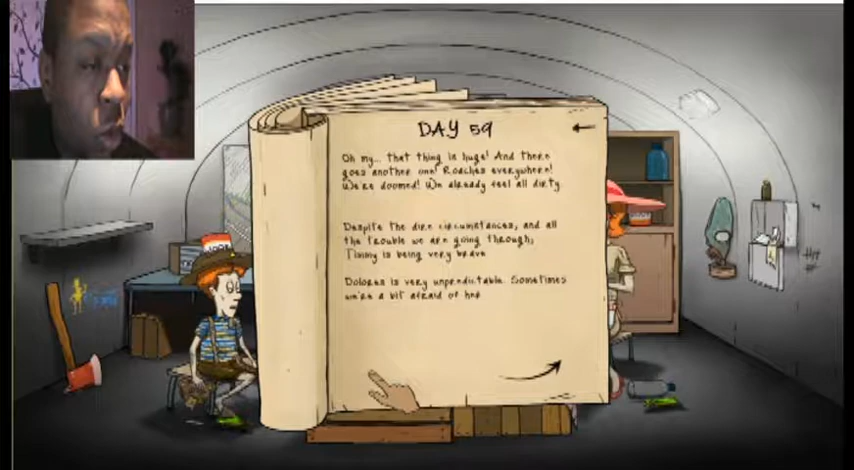 DAY 59
Oh my... that thing is huge! And there
goes another one! Roaches everywhere!
We're doomed! We already feel all dirty.
Despite the dire circumstances, and all
the trouble we are going through,
Timmy is being very brave.
Dolores is very unpredictable. Sometimes
we're a bit afraid of her.